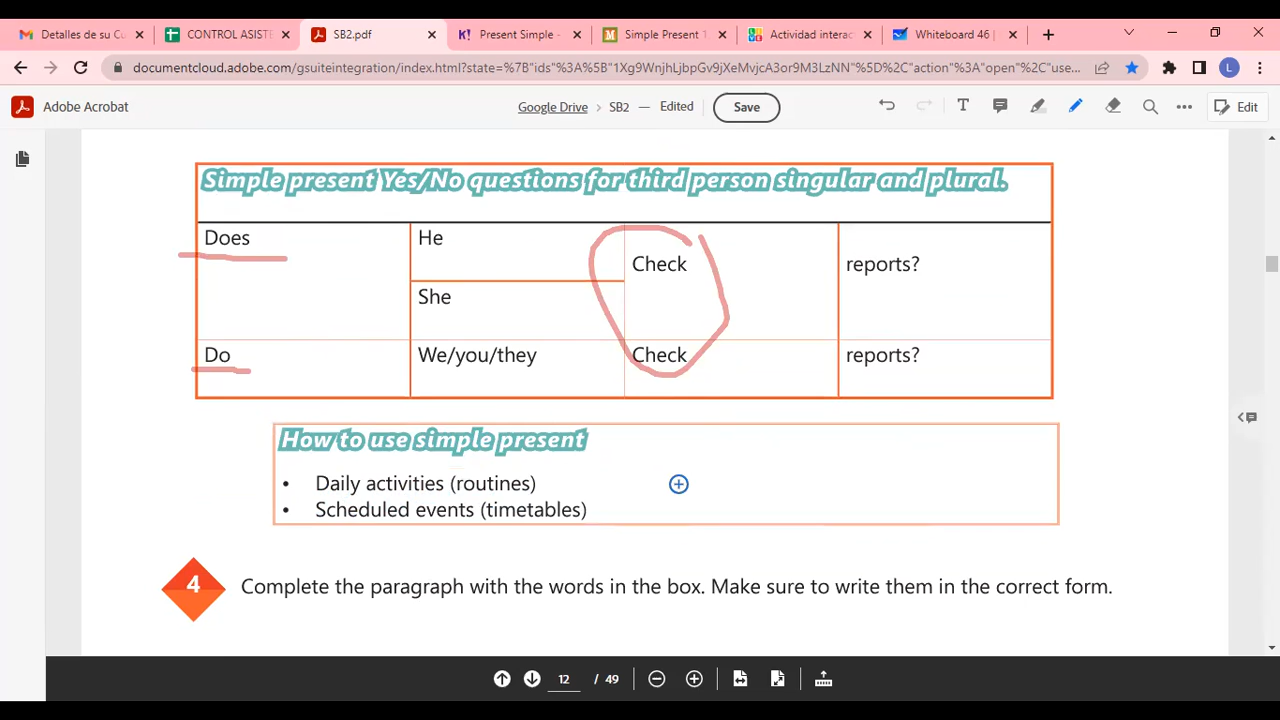 Detalles de su Cu
CONTROL ASISTE
SB2.pdf
Present Simple -
Simple Present T
Actividad interac
Whiteboard 46 |
documentcloud.adobe.com/gsuiteintegration/index.html?state=%7B"ids"%3A%5B"1Xg9WnjhLjbpGv9jXeMvjcA3or9M3LzNN"%5D%2C"action"%3A"open"%2C"use...
L
Adobe Acrobat
Google Drive > SB2 — Edited
Save
T
Edit
Simple present Yes/No questions for third person singular and plural.
Does He Check reports?
She
Do We/you/they Check reports?
How to use simple present
• Daily activities (routines)
• Scheduled events (timetables)
4 Complete the paragraph with the words in the box. Make sure to write them in the correct form.
12 / 49